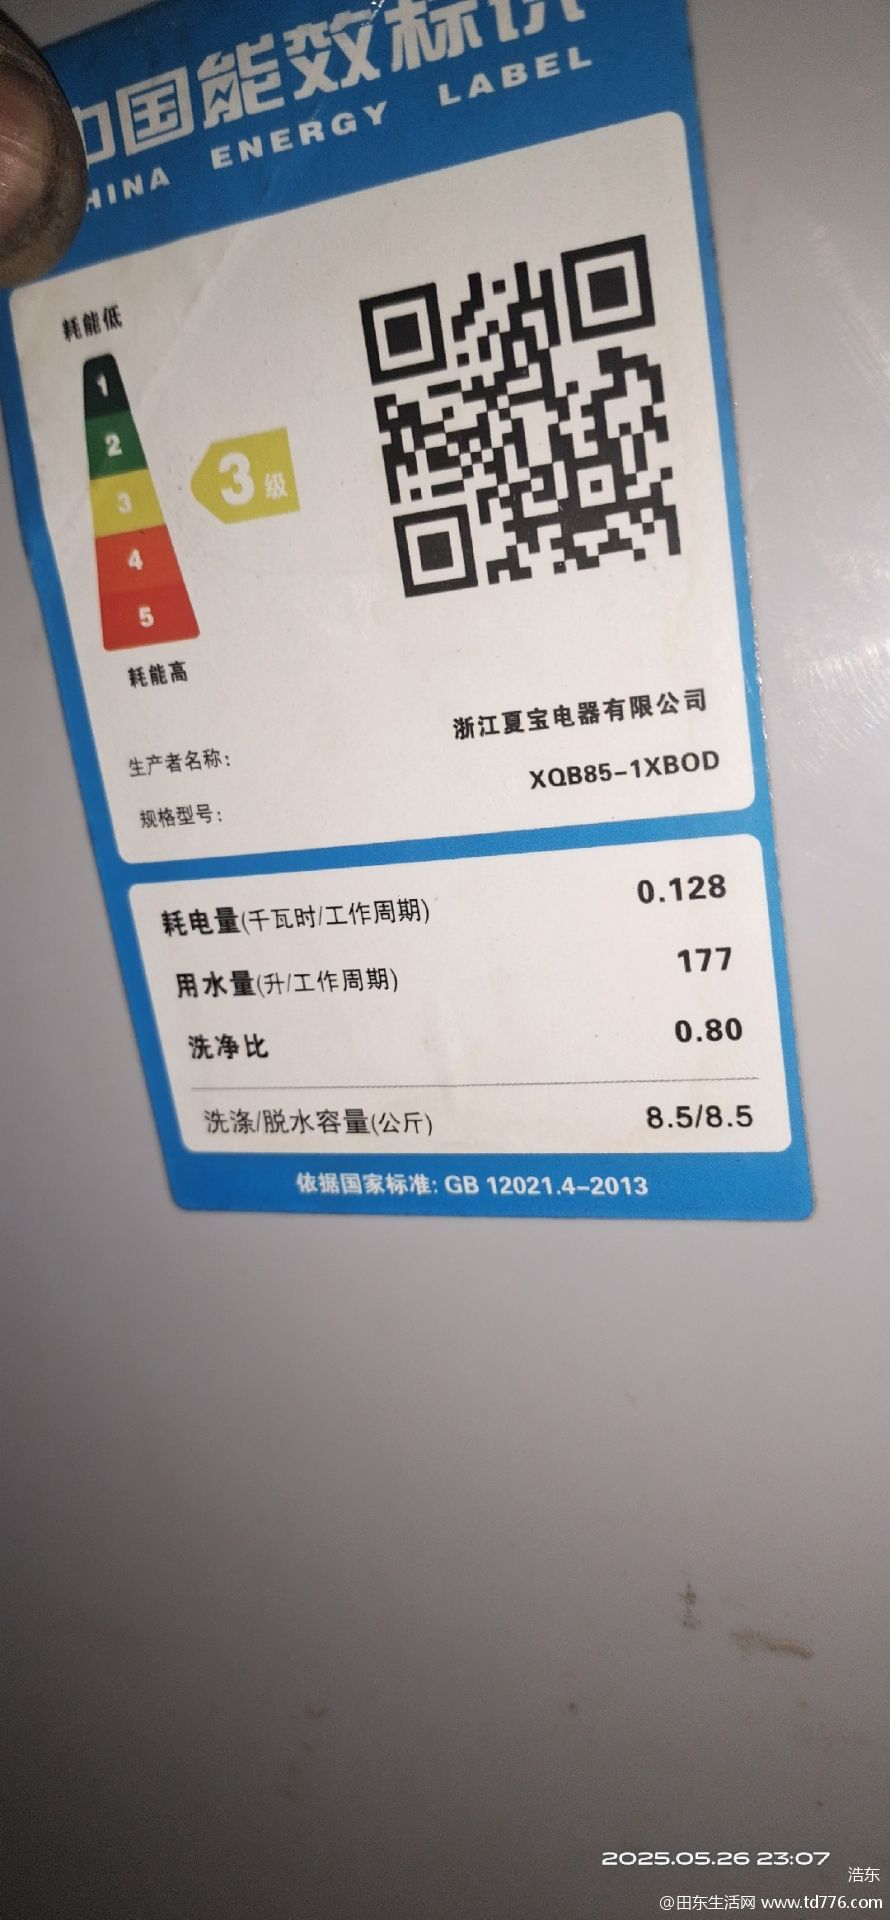 中国能效标识
CHINA ENERGY LABEL
耗能低
1
2
3
4
5
3级
耗能高
生产者名称：
浙江夏宝电器有限公司
规格型号：
XQB85-1XBOD
耗电量(千瓦时/工作周期) 0.128
用水量(升/工作周期) 177
洗净比 0.80
洗涤/脱水容量(公斤) 8.5/8.5
依据国家标准: GB 12021.4-2013
2025.05.26 23:07
浩东
@田东生活网 www.td776.com